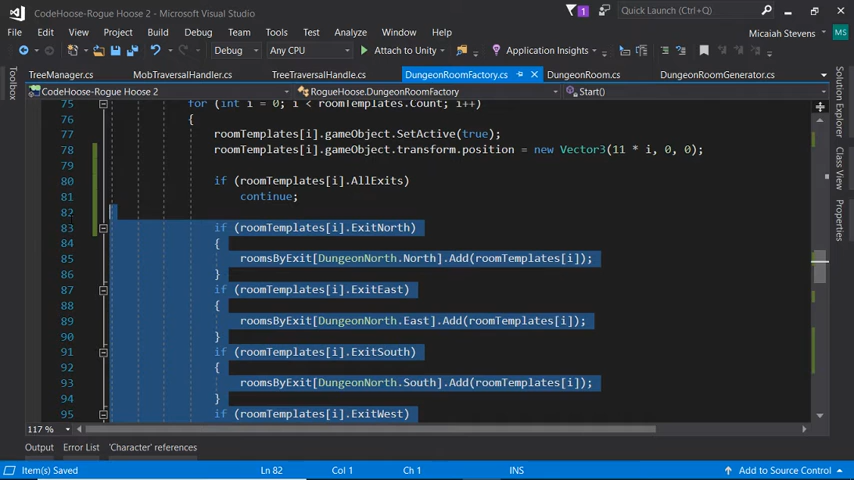 CodeHoose-Rogue Hoose 2 - Microsoft Visual Studio
1
Quick Launch (Ctrl+Q)
File Edit View Project Build Debug Team Tools Test Analyze Window Help
Micaiah Stevens
MS
Debug Any CPU Attach to Unity Application Insights
TreeManager.cs MobTraversalHandler.cs TreeTraversalHandle.cs DungeonRoomFactory.cs DungeonRoom.cs DungeonRoomGenerator.cs
CodeHoose-Rogue Hoose 2 RogueHoose.DungeonRoomFactory Start()
Toolbox
Solution Explorer
Class View
Properties
75 for (int i = 0; i < roomTemplates.Count; i++)
76 {
77 roomTemplates[i].gameObject.SetActive(true);
78 roomTemplates[i].gameObject.transform.position = new Vector3(11 * i, 0, 0);
79
80 if (roomTemplates[i].AllExits)
81 continue;
82
83 if (roomTemplates[i].ExitNorth)
84 {
85 roomsByExit[DungeonNorth.North].Add(roomTemplates[i]);
86 }
87 if (roomTemplates[i].ExitEast)
88 {
89 roomsByExit[DungeonNorth.East].Add(roomTemplates[i]);
90 }
91 if (roomTemplates[i].ExitSouth)
92 {
93 roomsByExit[DungeonNorth.South].Add(roomTemplates[i]);
94 }
95 if (roomTemplates[i].ExitWest)
117 %
Output Error List 'Character' references
Item(s) Saved Ln 82 Col 1 Ch 1 INS Add to Source Control